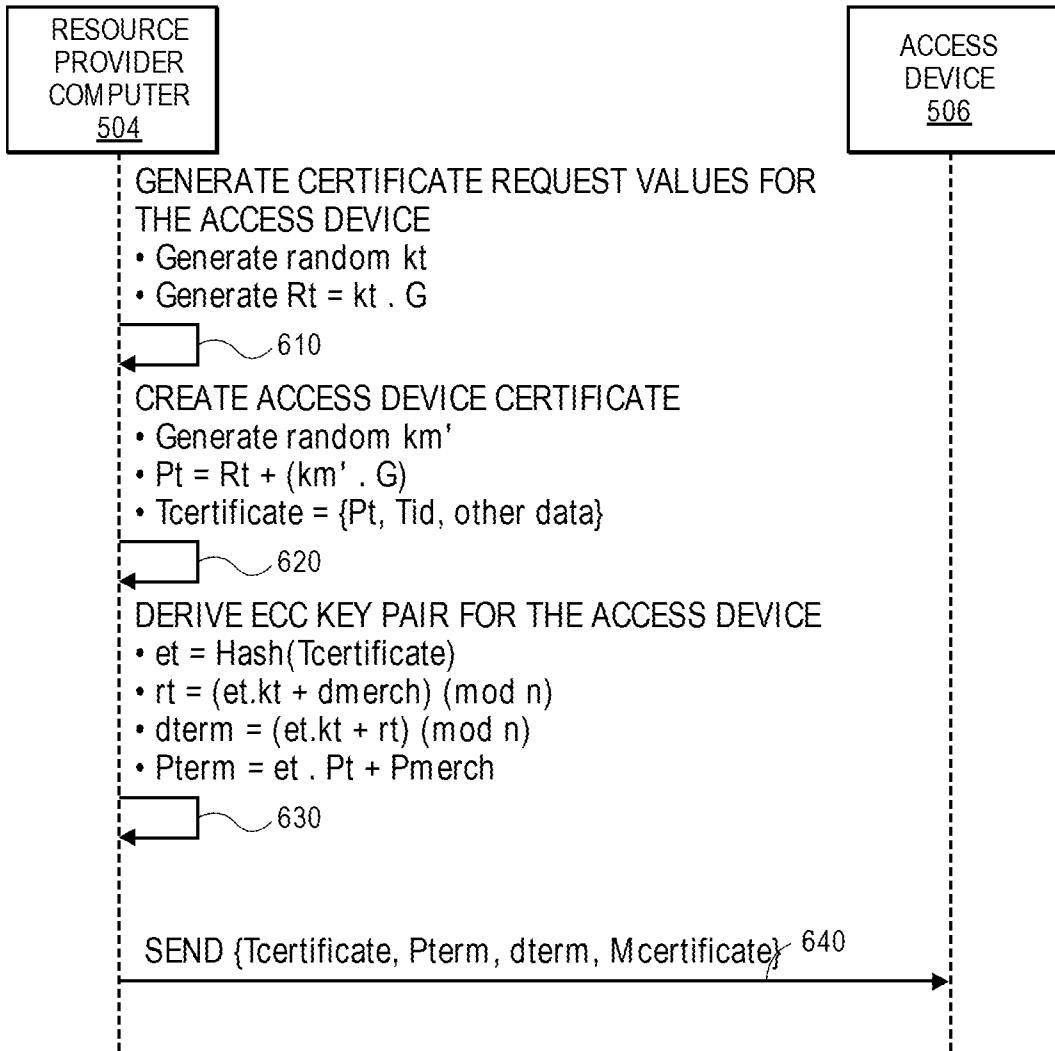 RESOURCE
PROVIDER
COMPUTER
504
ACCESS
DEVICE
506
GENERATE CERTIFICATE REQUEST VALUES FOR
THE ACCESS DEVICE
• Generate random kt
• Generate Rt = kt . G
610
CREATE ACCESS DEVICE CERTIFICATE
• Generate random km'
• Pt = Rt + (km' . G)
• Tcertificate = {Pt, Tid, other data}
620
DERIVE ECC KEY PAIR FOR THE ACCESS DEVICE
• et = Hash(Tcertificate)
• rt = (et.kt + dmerch) (mod n)
• dterm = (et.kt + rt) (mod n)
• Pterm = et . Pt + Pmerch
630
SEND {Tcertificate, Pterm, dterm, Mcertificate}
640